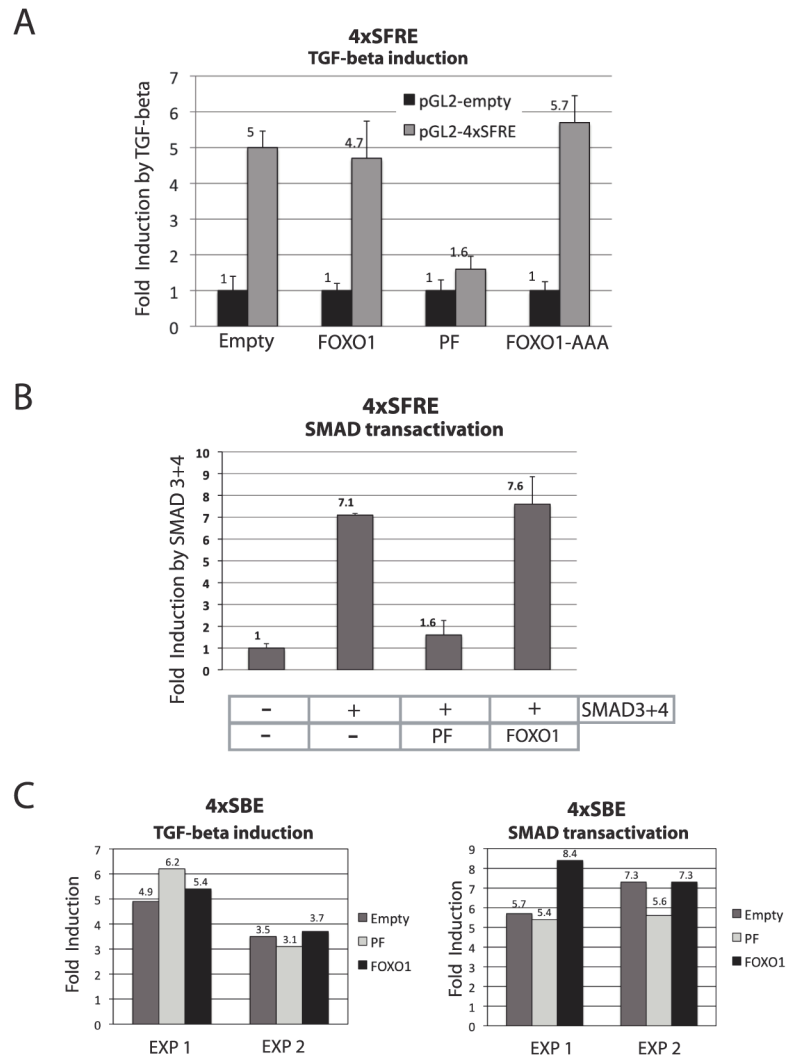 A
4xSFRE
TGF-beta induction
Fold Induction by TGF-beta
7
6
5
4
3
2
1
0
pGL2-empty
pGL2-4xSFRE
1
5
1
4.7
1
1.6
1
5.7
Empty
FOXO1
PF
FOXO1-AAA
B
4xSFRE
SMAD transactivation
Fold Induction by SMAD 3+4
10
9
8
7
6
5
4
3
2
1
0
1
7.1
1.6
7.6
– + + + SMAD3+4
– – PF FOXO1
C
4xSBE
TGF-beta induction
Fold Induction
7
6
5
4
3
2
1
0
4.9
6.2
5.4
3.5
3.1
3.7
EXP 1
EXP 2
Empty
PF
FOXO1
4xSBE
SMAD transactivation
Fold Induction
9
8
7
6
5
4
3
2
1
0
5.7
5.4
8.4
7.3
5.6
7.3
EXP 1
EXP 2
Empty
PF
FOXO1